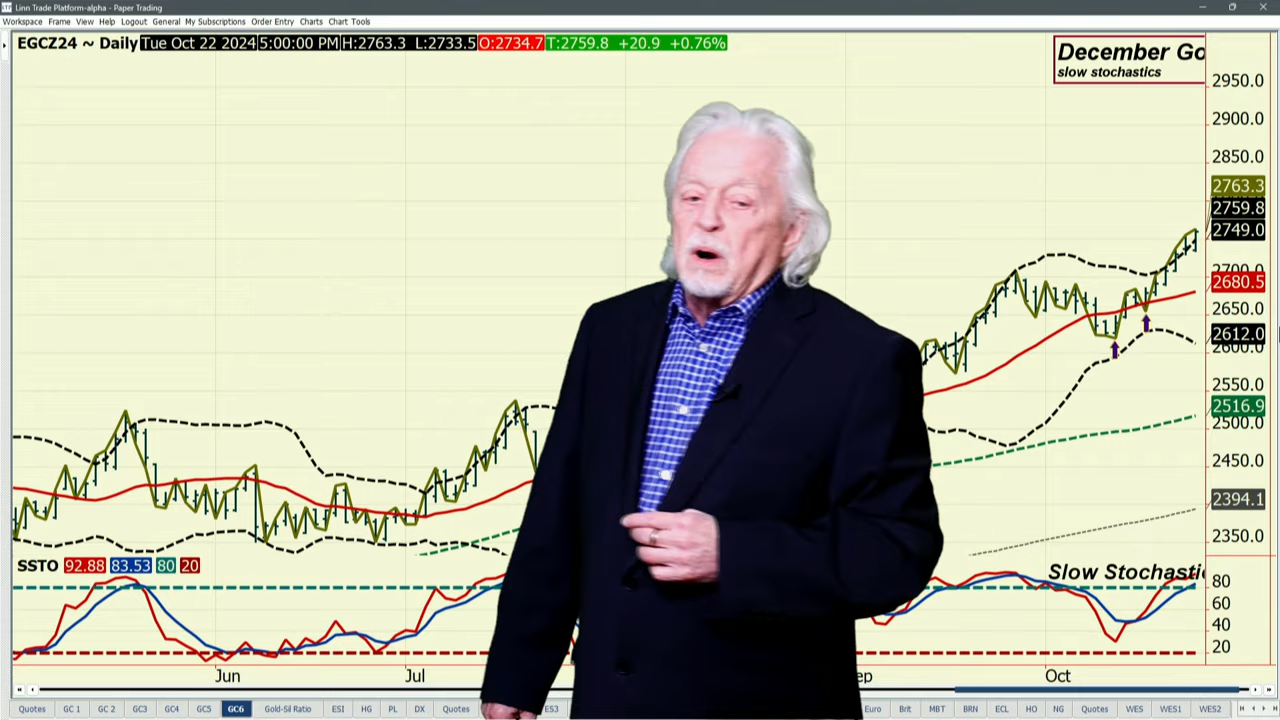 Linn Trade Platform-alpha - Paper Trading
Workspace Frame View Help Logout General My Subscriptions Order Entry Charts Chart Tools
EGCZ24 ~ Daily Tue Oct 22 2024 5:00:00 PM H:2763.3 L:2733.5 O:2734.7 T:2759.8 +20.9 +0.76%
December Go
slow stochastics
2950.0
2900.0
2850.0
2763.3
2759.8
2749.0
2700.0
2680.5
2650.0
2612.0
2600.0
2550.0
2516.9
2500.0
2450.0
2394.1
2350.0
SSTO 92.88 83.53 80 20
Slow Stochastic
80
60
40
20
Jun Jul ep Oct
Quotes GC 1 GC 2 GC3 GC4 GC5 GC6 Gold-Sil Ratio ESI HG PL DX Quotes ES3 Euro Brit MBT BRN ECL HO NG Quotes WES WES1 WES2